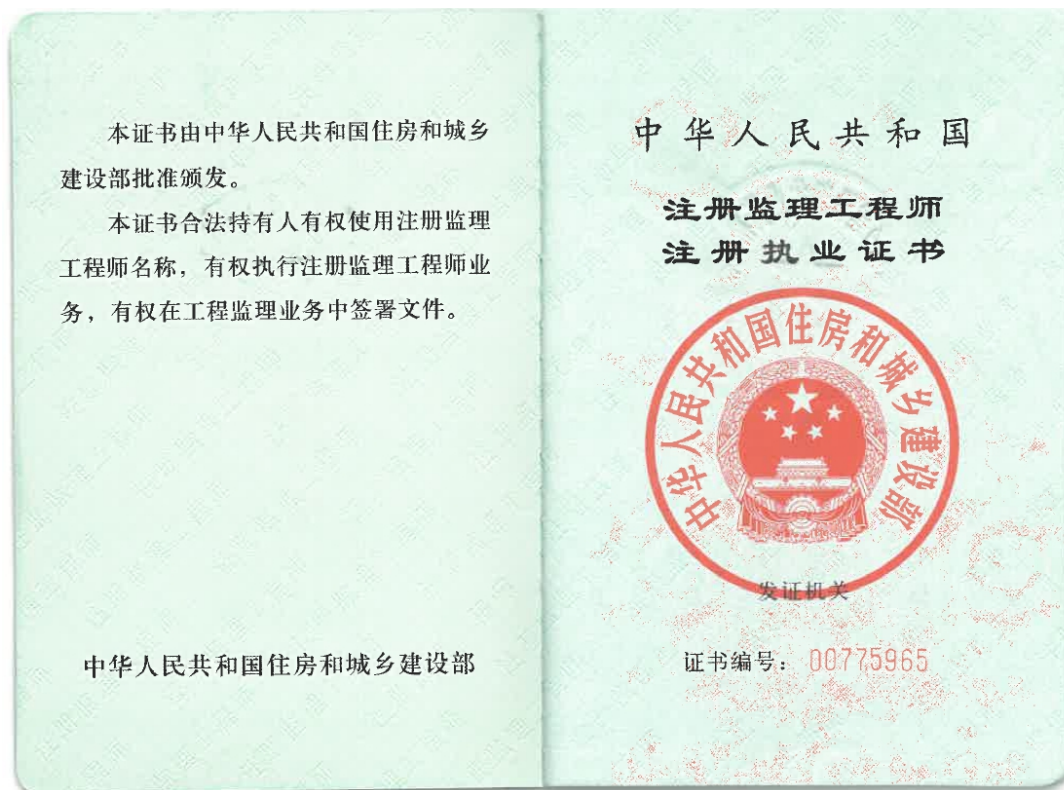 本证书由中华人民共和国住房和城乡
建设部批准颁发。
本证书合法持有人有权使用注册监理
工程师名称，有权执行注册监理工程师业
务，有权在工程监理业务中签署文件。
中华人民共和国住房和城乡建设部
中华人民共和国
注册监理工程师
注册执业证书
中华人民共和国住房和城乡建设部
发证机关
证书编号：00775965